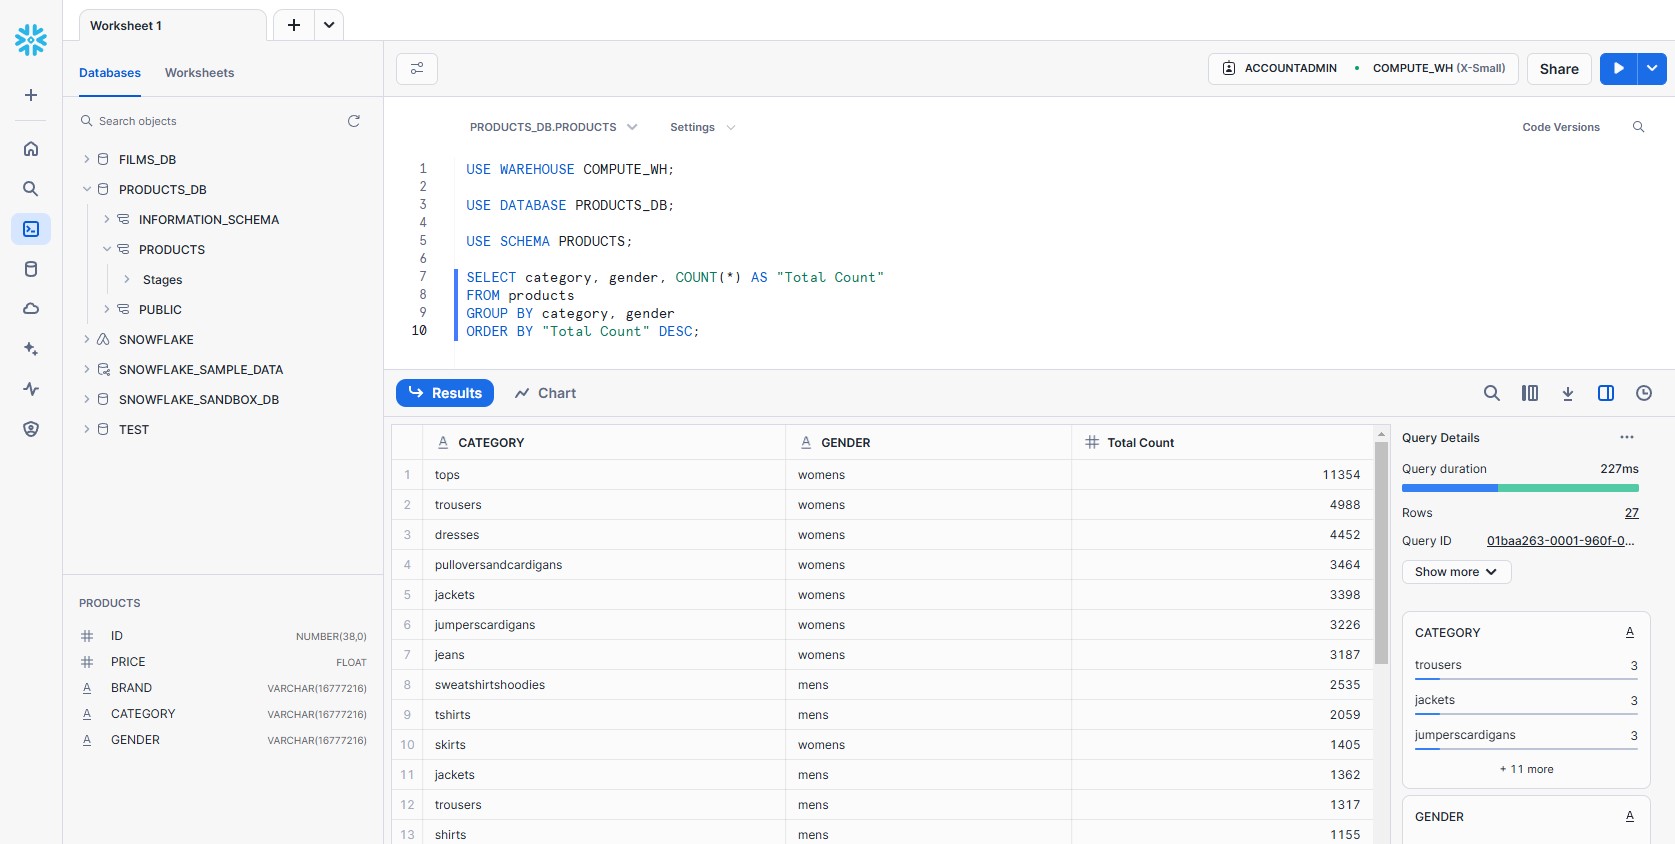 Worksheet 1
Databases
Worksheets
ACCOUNTADMIN
COMPUTE_WH (X-Small)
Share
Search objects
FILMS_DB
PRODUCTS_DB
INFORMATION_SCHEMA
PRODUCTS
Stages
PUBLIC
SNOWFLAKE
SNOWFLAKE_SAMPLE_DATA
SNOWFLAKE_SANDBOX_DB
TEST
PRODUCTS
ID NUMBER(38,0)
PRICE FLOAT
BRAND VARCHAR(16777216)
CATEGORY VARCHAR(16777216)
GENDER VARCHAR(16777216)
PRODUCTS_DB.PRODUCTS
Settings
Code Versions
1 USE WAREHOUSE COMPUTE_WH;
2
3 USE DATABASE PRODUCTS_DB;
4
5 USE SCHEMA PRODUCTS;
6
7 SELECT category, gender, COUNT(*) AS "Total Count"
8 FROM products
9 GROUP BY category, gender
10 ORDER BY "Total Count" DESC;
Results
Chart
A CATEGORY A GENDER # Total Count
1 tops womens 11354
2 trousers womens 4988
3 dresses womens 4452
4 pulloversandcardigans womens 3464
5 jackets womens 3398
6 jumperscardigans womens 3226
7 jeans womens 3187
8 sweatshirtshoodies mens 2535
9 tshirts mens 2059
10 skirts womens 1405
11 jackets mens 1362
12 trousers mens 1317
13 shirts mens 1155
Query Details
Query duration 227ms
Rows 27
Query ID 01baa263-0001-960f-0...
Show more
CATEGORY A
trousers 3
jackets 3
jumperscardigans 3
+ 11 more
GENDER A